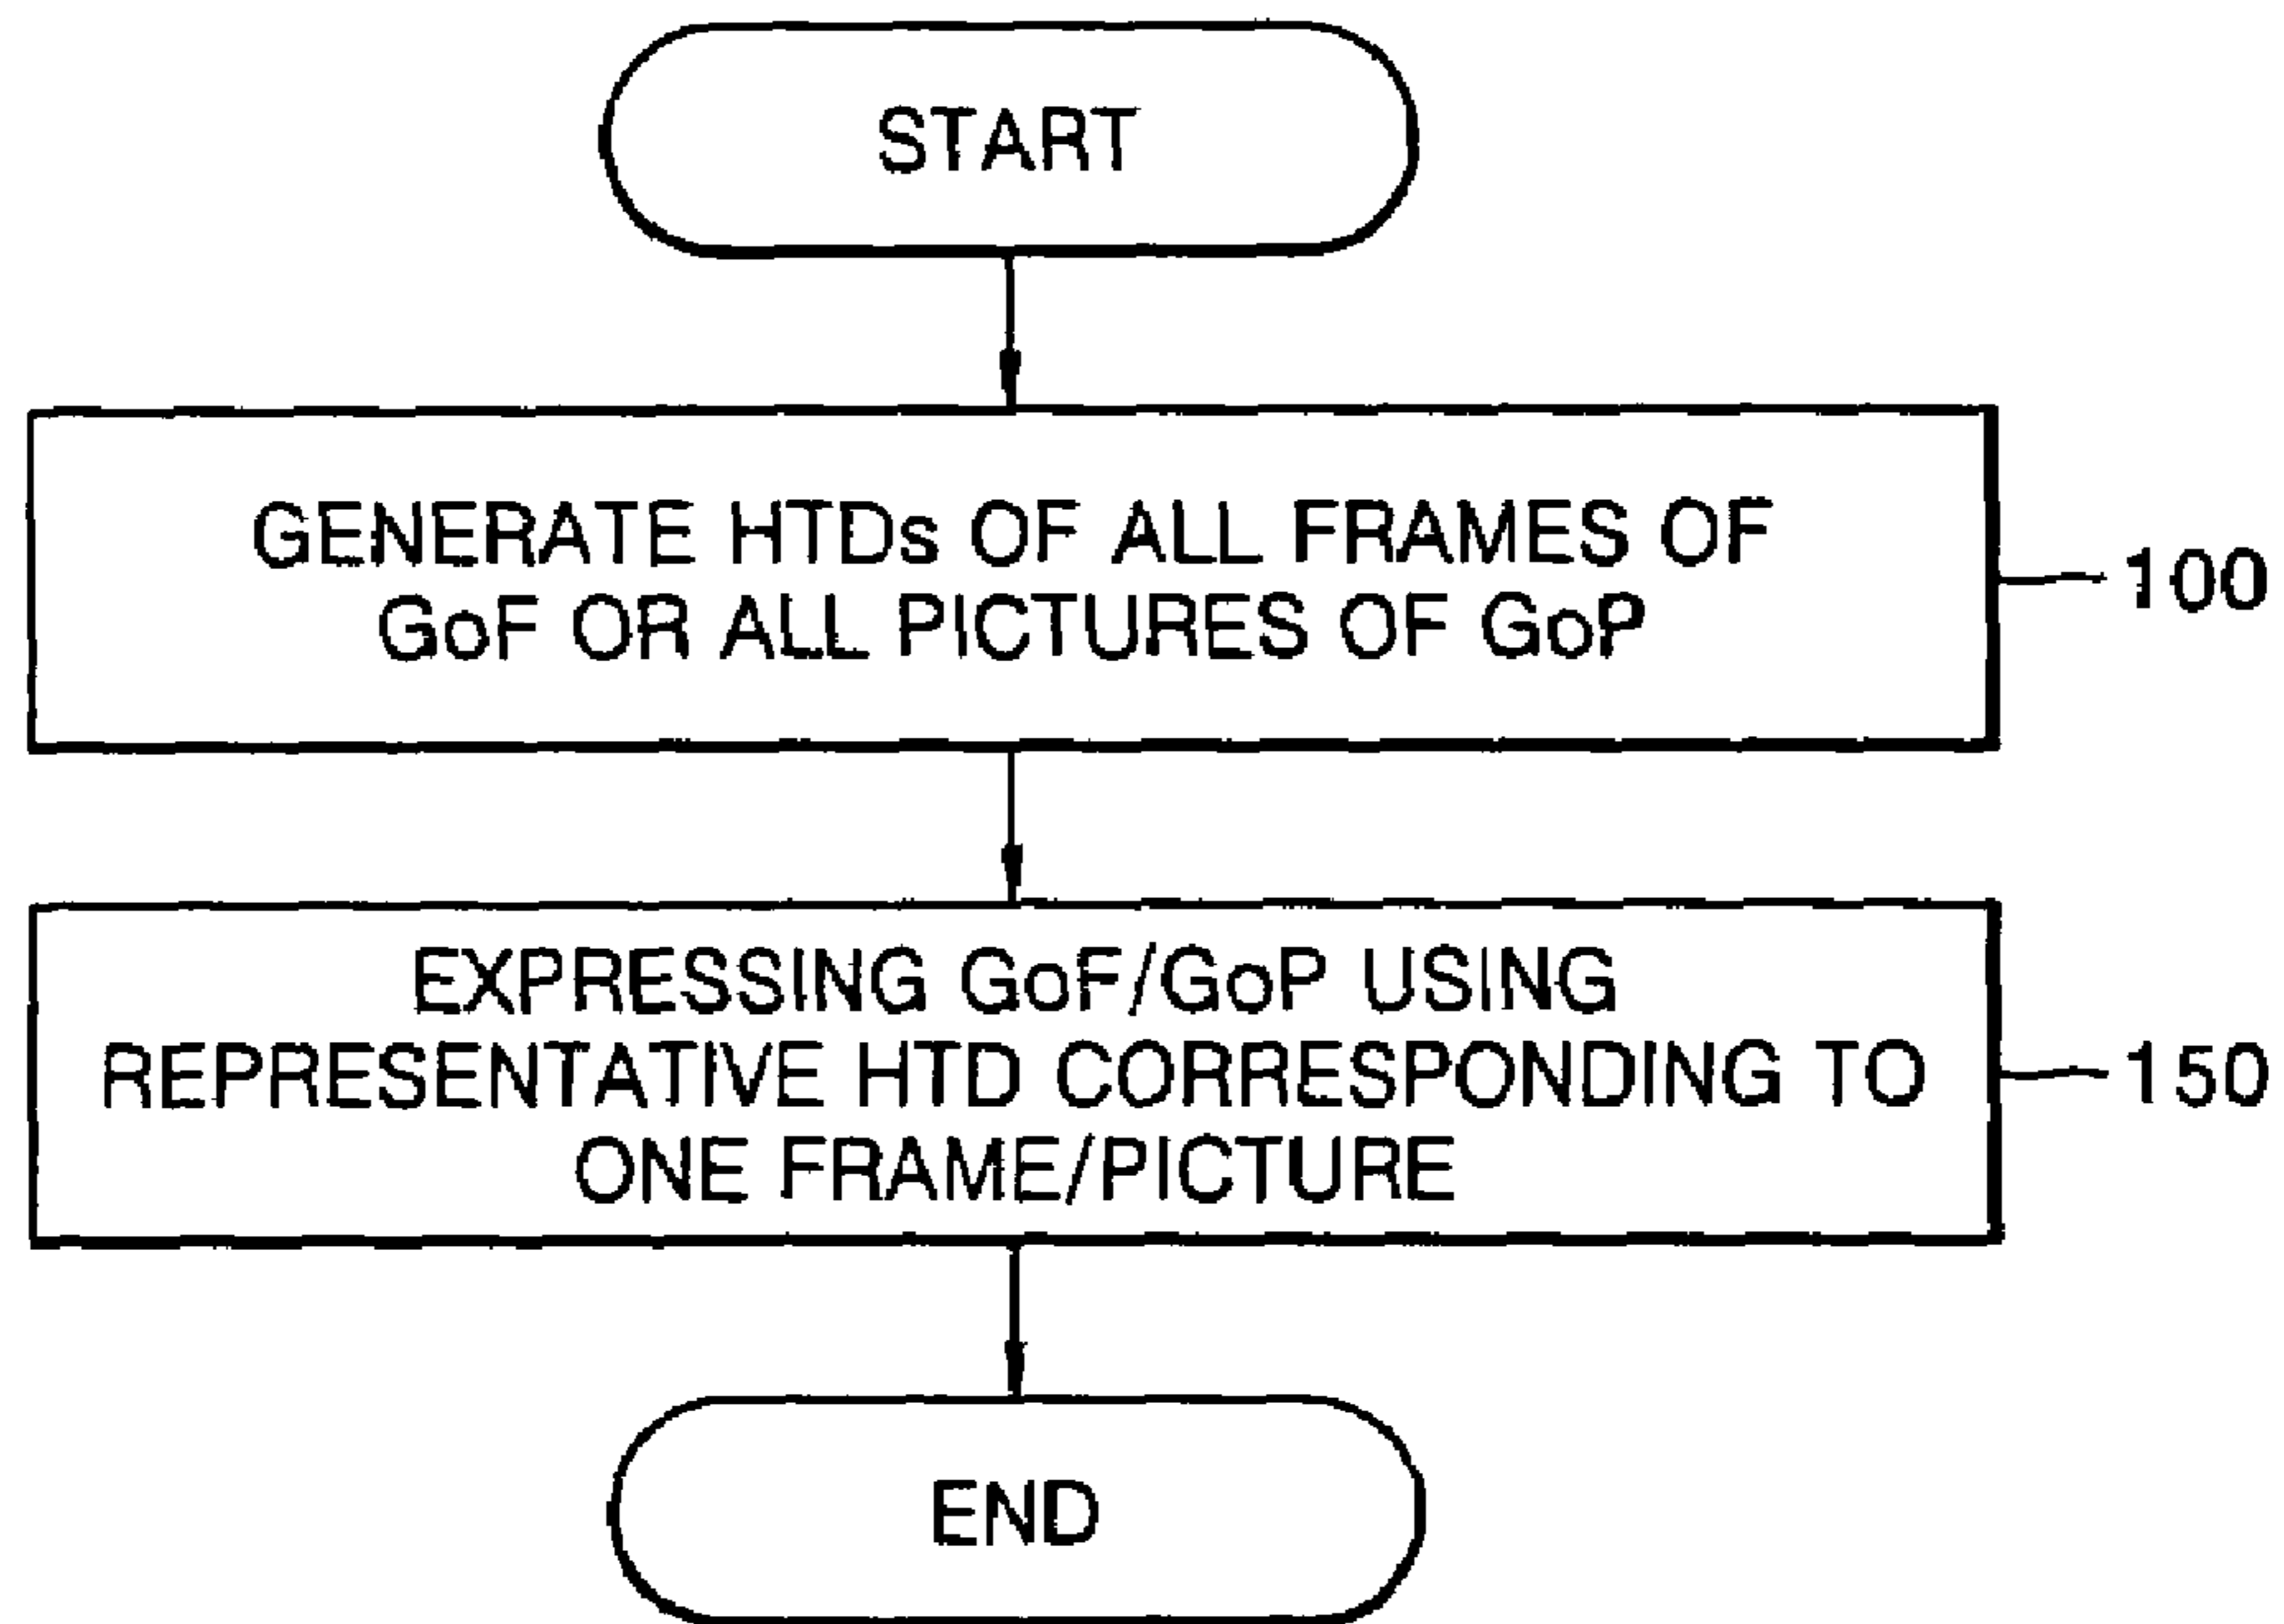 START
GENERATE HTDs OF ALL FRAMES OF
GoF OR ALL PICTURES OF GoP
100
EXPRESSING GoF/GoP USING
REPRESENTATIVE HTD CORRESPONDING TO
ONE FRAME/PICTURE
150
END